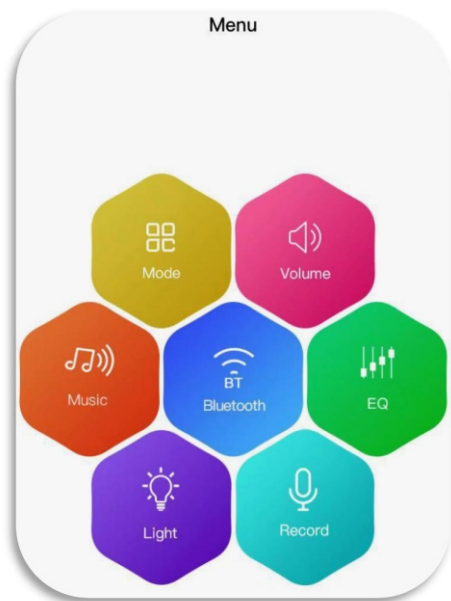 Menu
Mode
Volume
Music
BT
Bluetooth
EQ
Light
Record